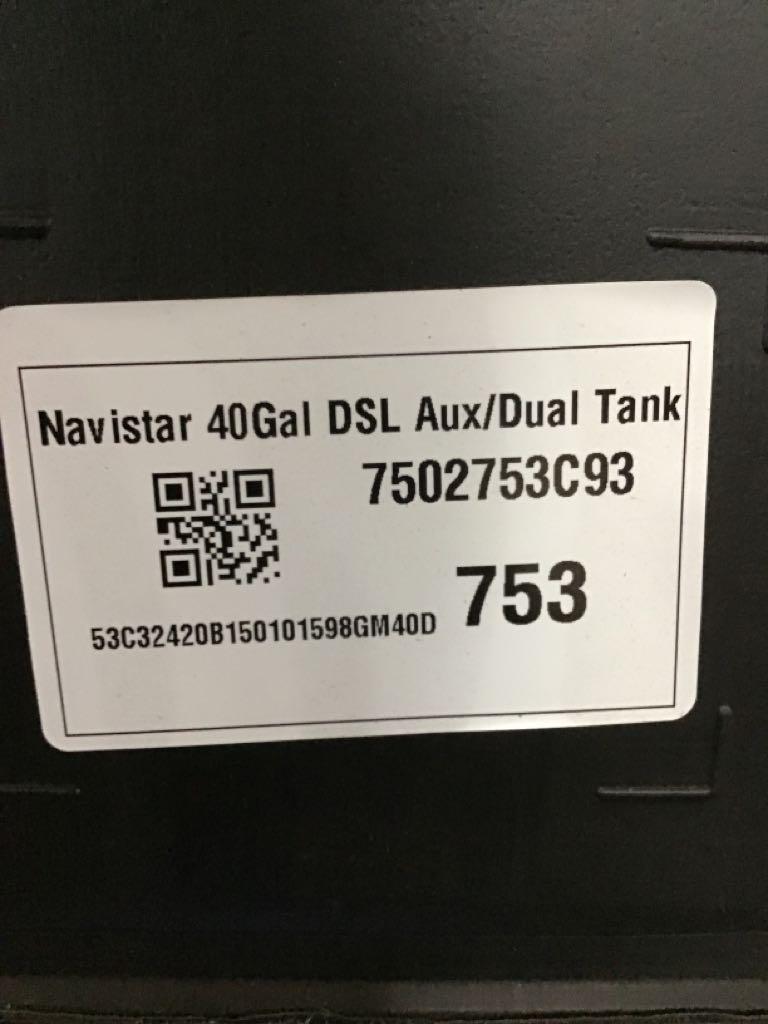 Navistar 40Gal DSL Aux/Dual Tank
7502753C93
753
53C32420B150101598GM40D